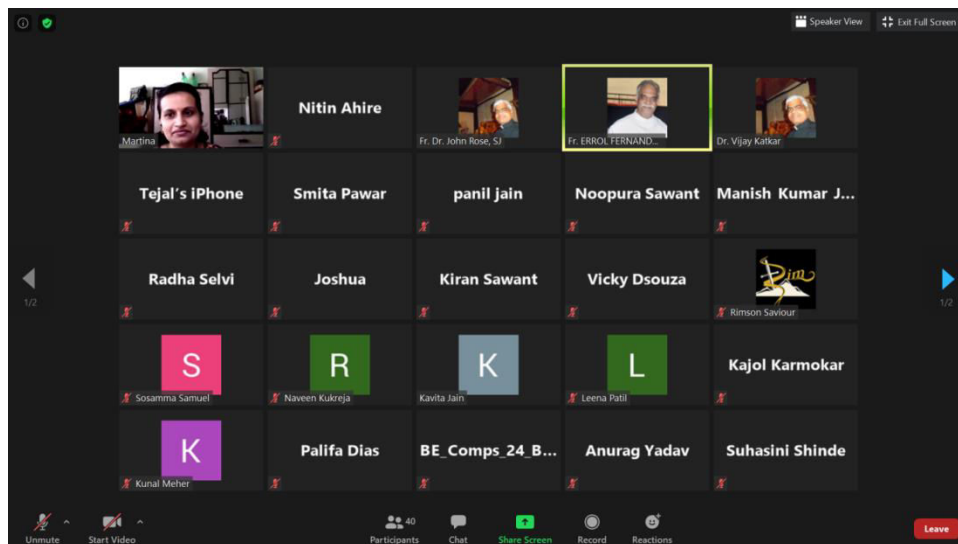 Speaker View
Exit Full Screen
Martina
Nitin Ahire
Fr. Dr. John Rose, SJ
Fr. ERROL FERNAND...
Dr. Vijay Katkar
Tejal's iPhone
Smita Pawar
panil jain
Noopura Sawant
Manish Kumar J...
Radha Selvi
Joshua
Kiran Sawant
Vicky Dsouza
Rim
Rimson Saviour
1/2
1/2
S
Sosamma Samuel
R
Naveen Kukreja
K
Kavita Jain
L
Leena Patil
Kajol Karmokar
K
Kunal Meher
Palifa Dias
BE_Comps_24_B...
Anurag Yadav
Suhasini Shinde
Unmute
Start Video
40
Participants
Chat
Share Screen
Record
Reactions
Leave